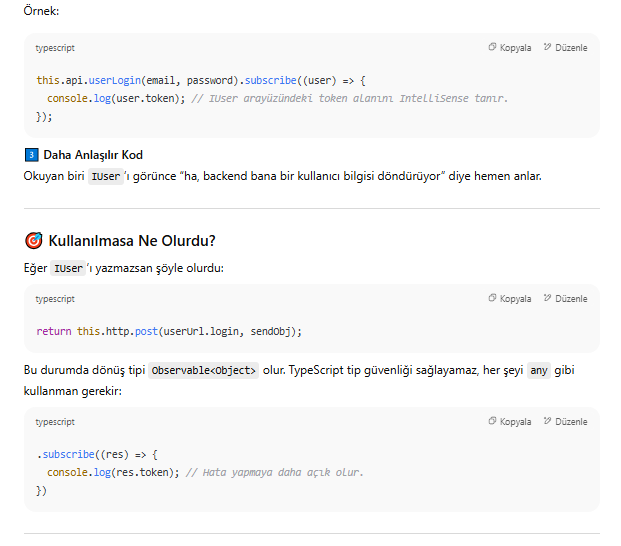 Örnek:
typescript
Kopyala
Düzenle
this.api.userLogin(email, password).subscribe((user) => {
console.log(user.token); // IUser arayüzündeki token alanını IntelliSense tanır.
});
3 Daha Anlaşılır Kod
Okuyan biri IUser 'ı görünce “ha, backend bana bir kullanıcı bilgisi döndürüyor” diye hemen anlar.
Kullanılmasa Ne Olurdu?
Eğer IUser 'ı yazmazsan şöyle olurdu:
typescript
Kopyala
Düzenle
return this.http.post(userUrl.login, sendObj);
Bu durumda dönüş tipi Observable<Object> olur. TypeScript tip güvenliği sağlayamaz, her şeyi any gibi
kullanman gerekir:
typescript
Kopyala
Düzenle
.subscribe((res) => {
console.log(res.token); // Hata yapmaya daha açık olur.
})